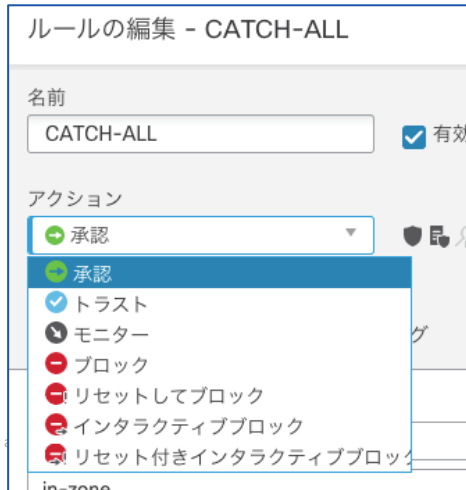 ルールの編集 - CATCH-ALL
名前
CATCH-ALL
有効
アクション
承認
承認
トラスト
モニター
グ
ブロック
リセットしてブロック
インタラクティブブロック
リセット付きインタラクティブブロック
in-zone